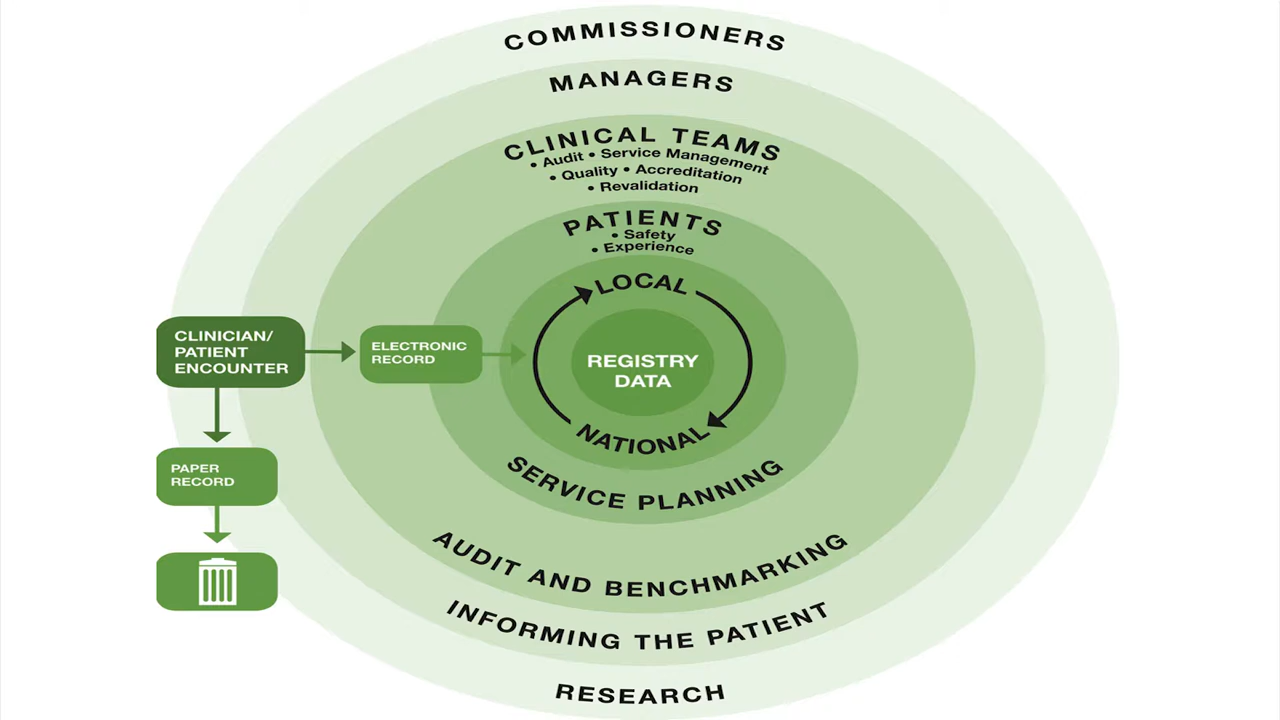 COMMISSIONERS
MANAGERS
CLINICAL TEAMS
• Audit • Service Management
• Quality • Accreditation
• Revalidation
PATIENTS
• Safety
• Experience
LOCAL
CLINICIAN/
PATIENT
ENCOUNTER
ELECTRONIC
RECORD
REGISTRY
DATA
NATIONAL
PAPER
RECORD
SERVICE PLANNING
AUDIT AND BENCHMARKING
INFORMING THE PATIENT
RESEARCH